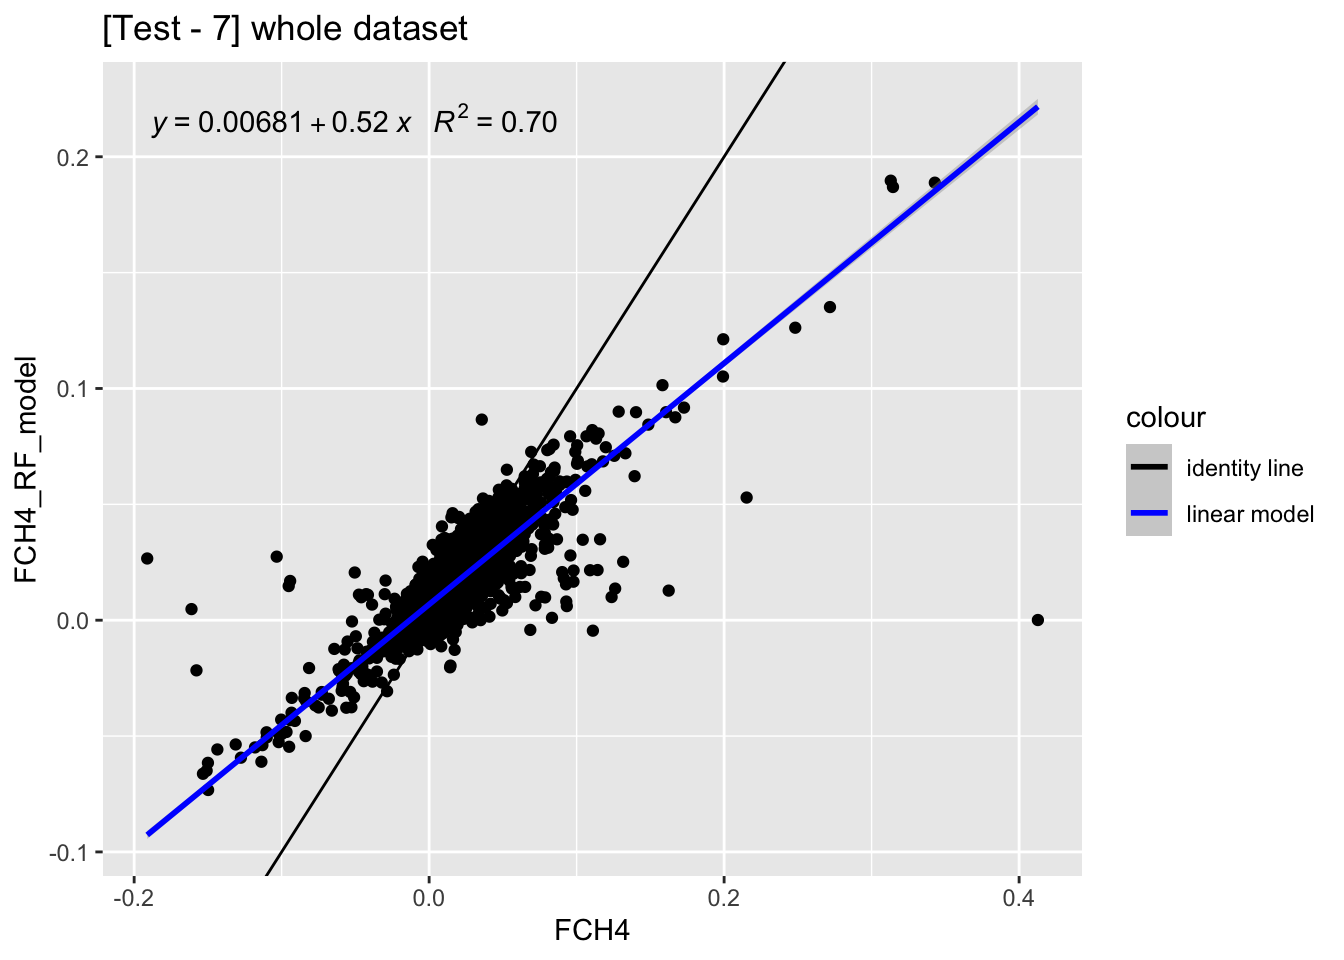 [Test - 7] whole dataset
y = 0.00681 + 0.52 x  R² = 0.70
FCH4_RF_model
0.2
0.1
0.0
-0.1
-0.2
0.0
0.2
0.4
FCH4
colour
identity line
linear model